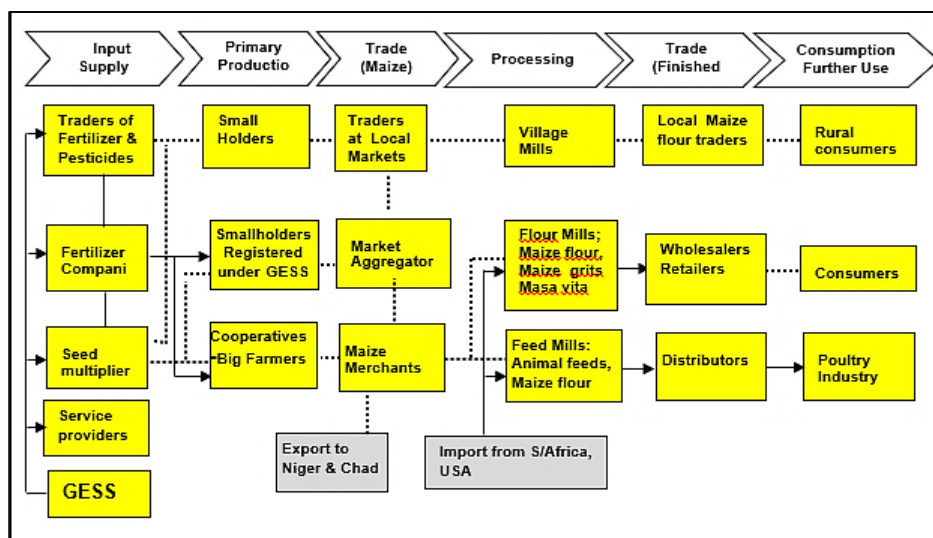 Input
Supply
Primary
Productio
Trade
(Maize)
Processing
Trade
(Finished
Consumption
Further Use
Traders of
Fertilizer &
Pesticides
Small
Holders
Traders
at Local
Markets
Village
Mills
Local Maize
flour traders
Rural
consumers
Fertilizer
Compani
Smallholders
Registered
under GESS
Market
Aggregator
Flour Mills;
Maize flour,
Maize grits
Masa vita
Wholesalers
Retailers
Consumers
Seed
multiplier
Cooperatives
Big Farmers
Maize
Merchants
Feed Mills:
Animal feeds,
Maize flour
Distributors
Poultry
Industry
Service
providers
Export to
Niger & Chad
Import from S/Africa,
USA
GESS